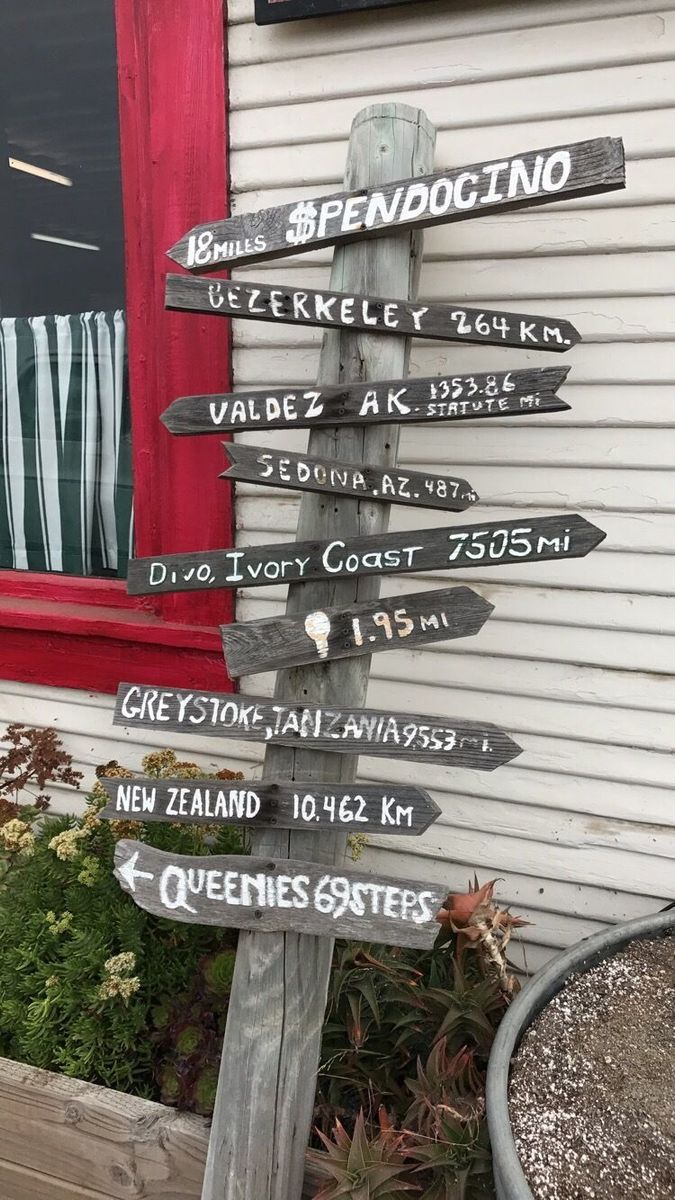 18 MILES $PENDOCINO
BEZERKELEY 264 KM.
VALDEZ AK. 1353.86
STATUTE Mi
SEDONA, AZ. 487 mi
DIVO, IVORY COAST 7505 mi
1.95 MI
GREYSTOKE, TANZANIA 9553 mi.
NEW ZEALAND 10.462 KM
← QUEENIES 69 STEPS